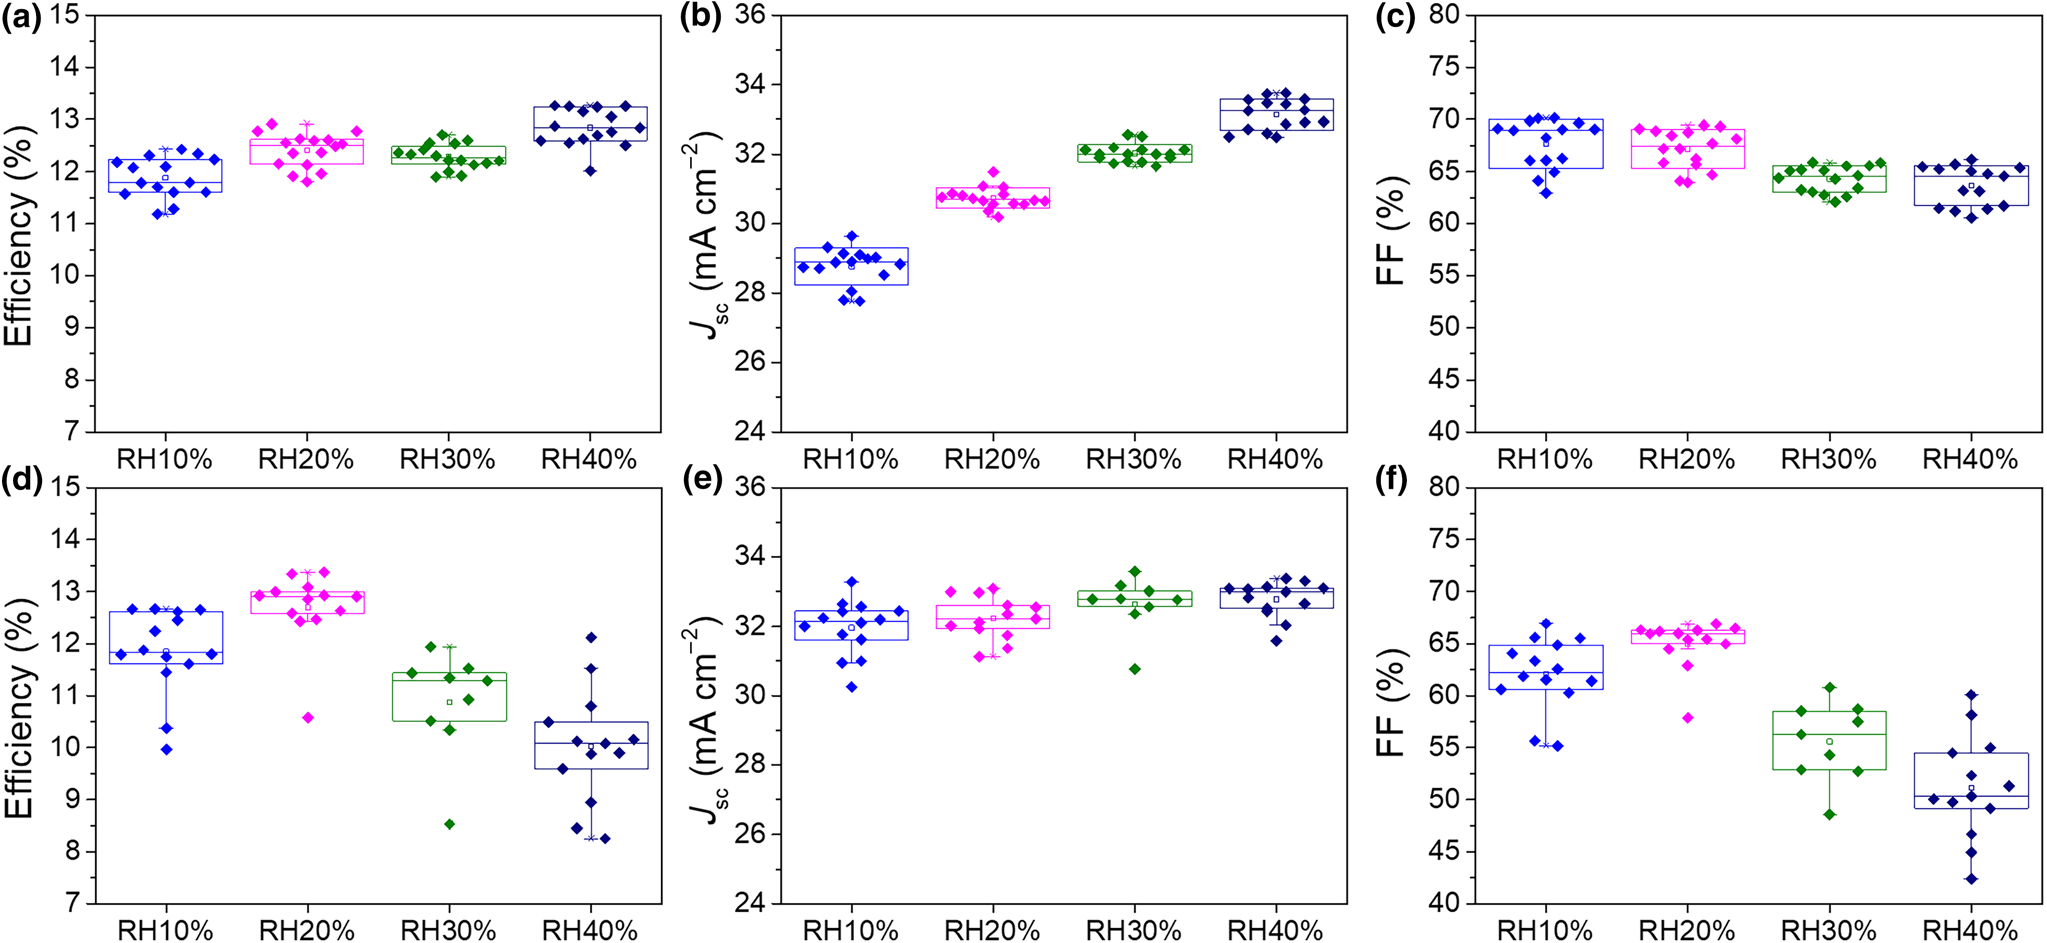 (a)
Efficiency (%)
15
14
13
12
11
10
9
8
7
RH10% RH20% RH30% RH40%
(b)
Jsc (mA cm−2)
36
34
32
30
28
26
24
RH10% RH20% RH30% RH40%
(c)
FF (%)
80
75
70
65
60
55
50
45
40
RH10% RH20% RH30% RH40%
(d)
Efficiency (%)
15
14
13
12
11
10
9
8
7
RH10% RH20% RH30% RH40%
(e)
Jsc (mA cm−2)
36
34
32
30
28
26
24
RH10% RH20% RH30% RH40%
(f)
FF (%)
80
75
70
65
60
55
50
45
40
RH10% RH20% RH30% RH40%